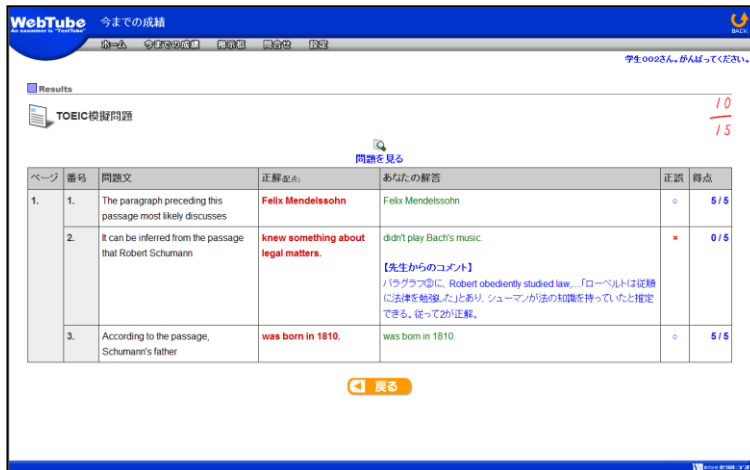 WebTube 今までの成績
An examiner is "TestTube"
BACK
ホーム 今までの成績 掲示板 問合せ 設定
学生002さん。がんばってください。
Results
TOEIC模擬問題
10
15
問題を見る
ページ 番号 問題文 正解(配点) あなたの解答 正誤 得点
1. 1. The paragraph preceding this Felix Mendelssohn Felix Mendelssohn ○ 5 / 5
passage most likely discusses
2. It can be inferred from the passage knew something about didn't play Bach's music. × 0 / 5
that Robert Schumann legal matters.
【先生からのコメント】
パラグラフ②に、Robert obediently studied law,...「ローベルトは従順
に法律を勉強した」とあり、シューマンが法の知識を持っていたと推定
できる。従って2が正解。
3. According to the passage, was born in 1810. was born in 1810. ○ 5 / 5
Schumann's father
戻る